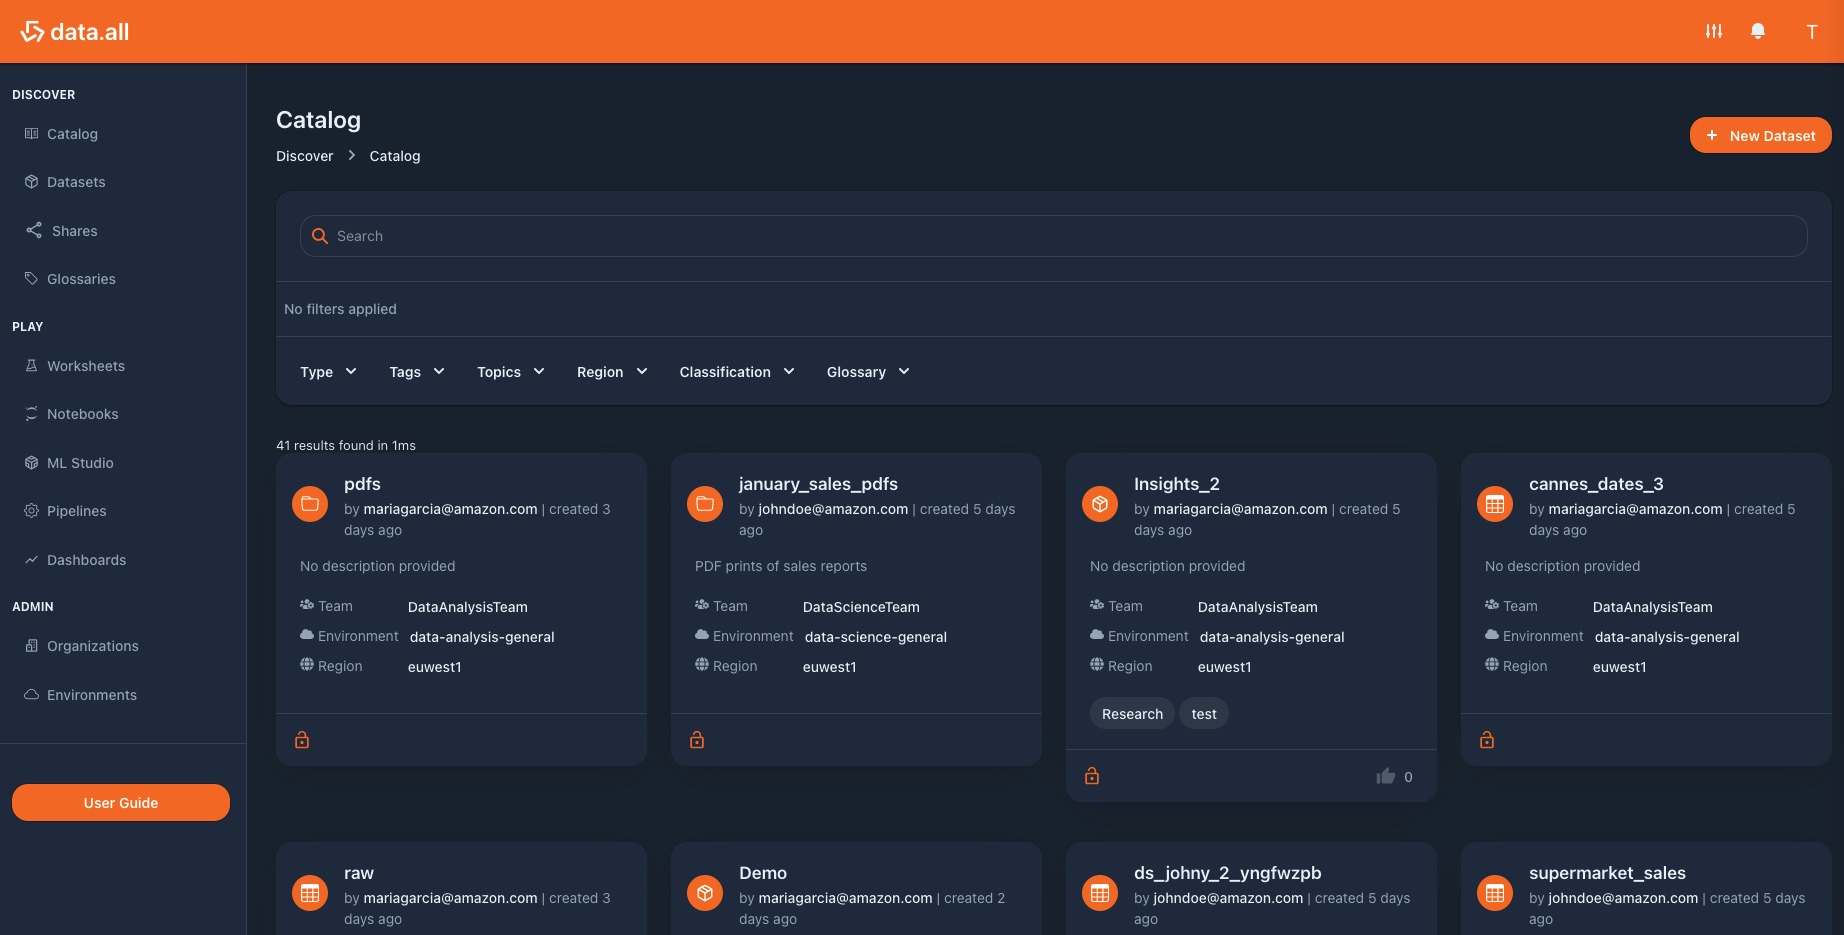 data.all
T
DISCOVER
Catalog
Datasets
Shares
Glossaries
PLAY
Worksheets
Notebooks
ML Studio
Pipelines
Dashboards
ADMIN
Organizations
Environments
User Guide
Catalog
Discover > Catalog
+ New Dataset
Search
No filters applied
Type Tags Topics Region Classification Glossary
41 results found in 1ms
pdfs
by mariagarcia@amazon.com | created 3
days ago
No description provided
Team DataAnalysisTeam
Environment data-analysis-general
Region euwest1
january_sales_pdfs
by johndoe@amazon.com | created 5 days
ago
PDF prints of sales reports
Team DataScienceTeam
Environment data-science-general
Region euwest1
Insights_2
by mariagarcia@amazon.com | created 5
days ago
No description provided
Team DataAnalysisTeam
Environment data-analysis-general
Region euwest1
Research test
0
cannes_dates_3
by mariagarcia@amazon.com | created 5
days ago
No description provided
Team DataAnalysisTeam
Environment data-analysis-general
Region euwest1
raw
by mariagarcia@amazon.com | created 3
days ago
Demo
by mariagarcia@amazon.com | created 2
days ago
ds_johny_2_yngfwzpb
by johndoe@amazon.com | created 5 days
ago
supermarket_sales
by johndoe@amazon.com | created 5 days
ago